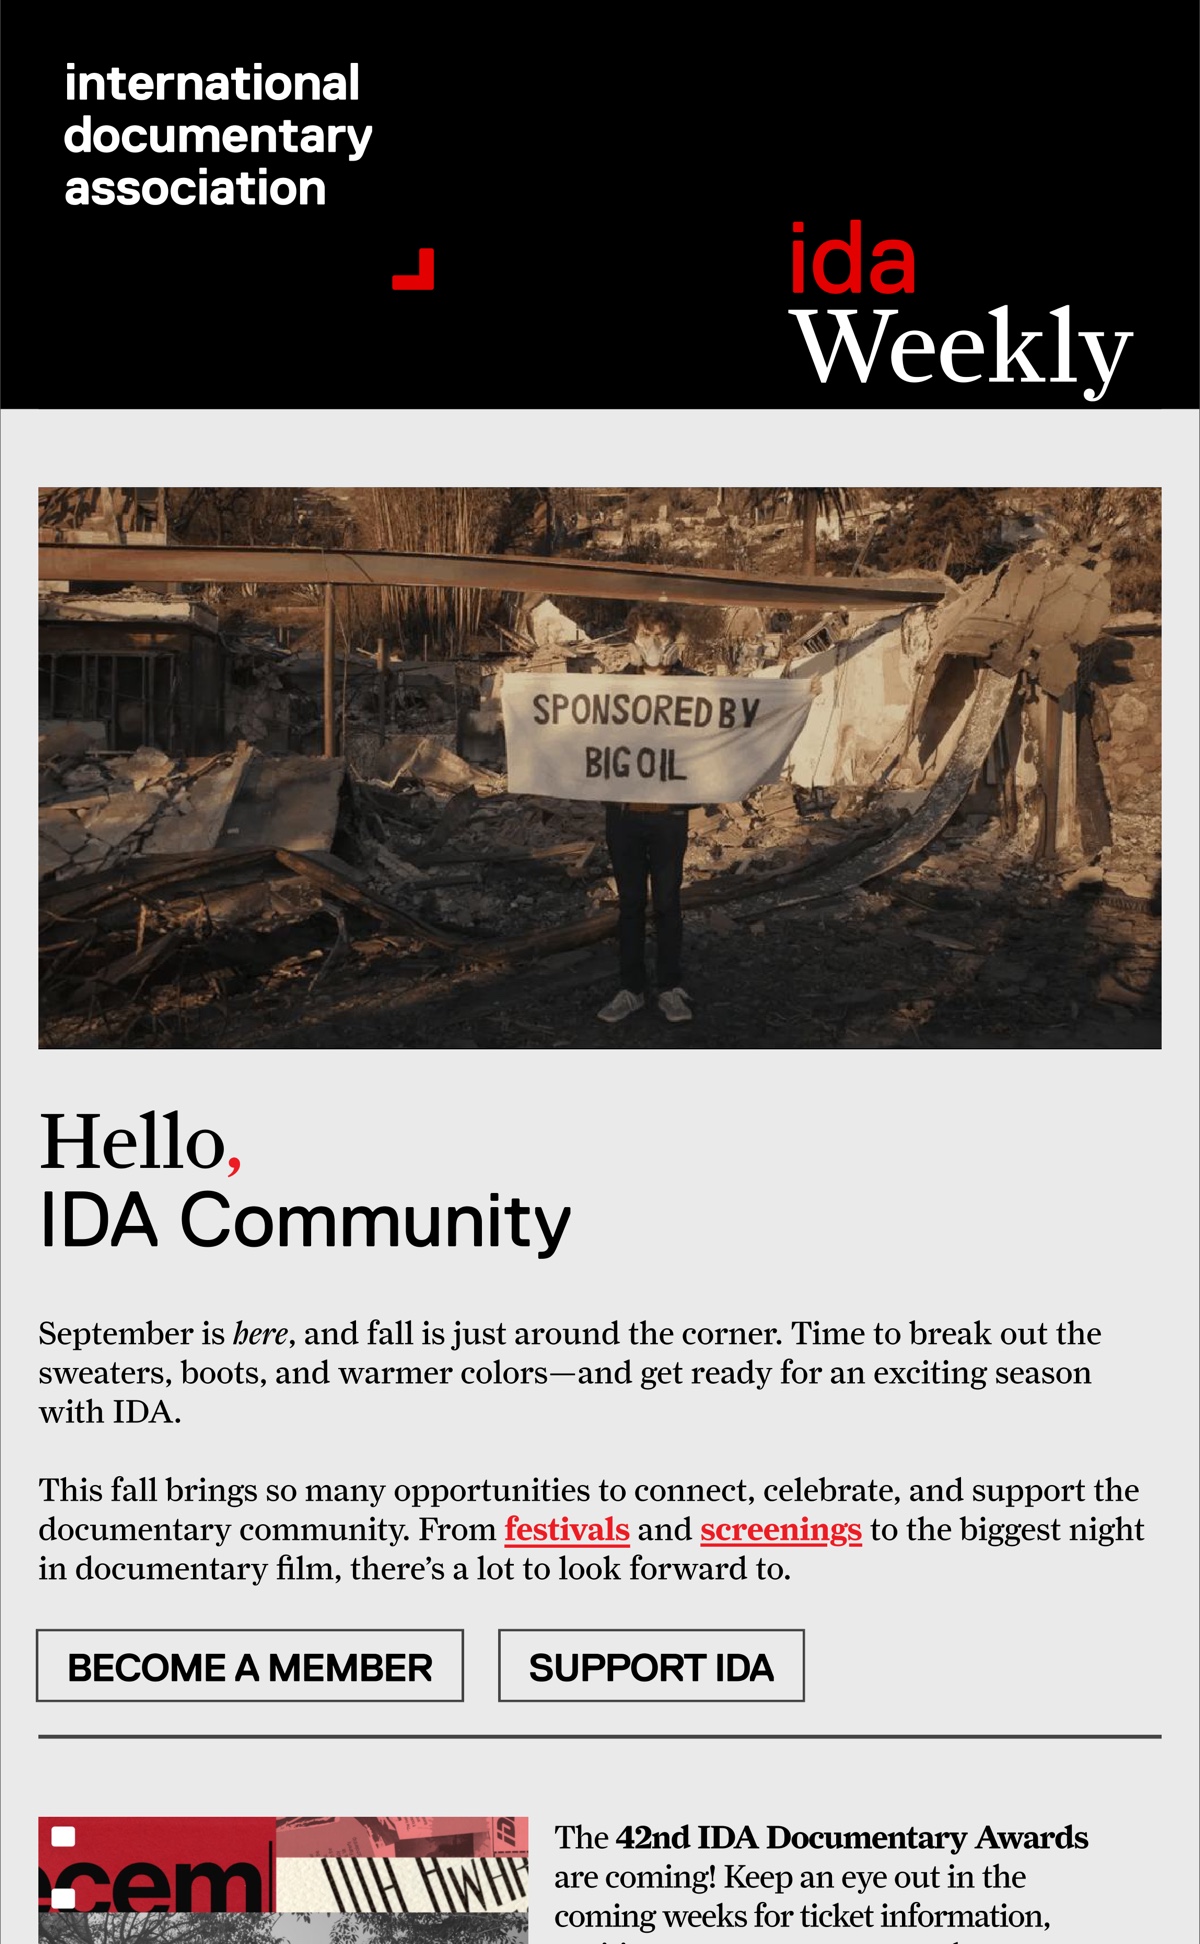 international
documentary
association
ida
Weekly
SPONSORED BY
BIG OIL
Hello,
IDA Community
September is here, and fall is just around the corner. Time to break out the
sweaters, boots, and warmer colors—and get ready for an exciting season
with IDA.
This fall brings so many opportunities to connect, celebrate, and support the
documentary community. From festivals and screenings to the biggest night
in documentary film, there’s a lot to look forward to.
BECOME A MEMBER
SUPPORT IDA
The 42nd IDA Documentary Awards
are coming! Keep an eye out in the
coming weeks for ticket information,